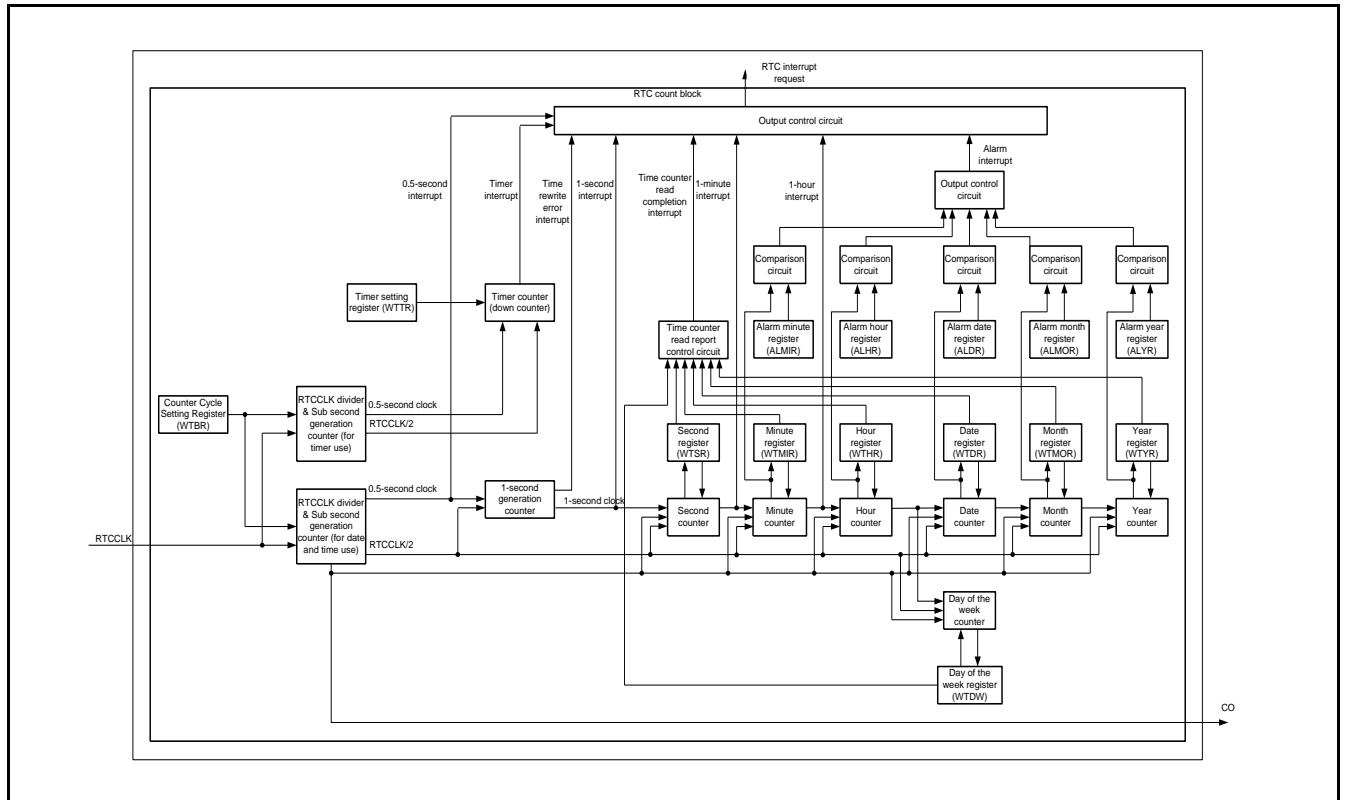 RTC interrupt
request
RTC count block
Output control circuit
0.5-second
interrupt
Timer
interrupt
Time
rewrite
error
interrupt
1-second
interrupt
Time counter
read
completion
interrupt
1-minute
interrupt
1-hour
interrupt
Alarm
interrupt
Output control
circuit
Comparison
circuit
Comparison
circuit
Comparison
circuit
Comparison
circuit
Comparison
circuit
Timer setting
register (WTTR)
Timer counter
(down counter)
Time counter
read report
control circuit
Alarm minute
register
(ALMIR)
Alarm hour
register
(ALHR)
Alarm date
register
(ALDR)
Alarm month
register
(ALMOR)
Alarm year
register
(ALYR)
Counter Cycle
Setting Register
(WTBR)
RTCCLK divider
& Sub second
generation
counter (for
timer use)
0.5-second clock
RTCCLK/2
Second
register
(WTSR)
Minute
register
(WTMIR)
Hour
register
(WTHR)
Date
register
(WTDR)
Month
register
(WTMOR)
Year
register
(WTYR)
RTCCLK
RTCCLK divider
& Sub second
generation
counter (for date
and time use)
0.5-second clock
RTCCLK/2
1-second
generation
counter
1-second clock
Second
counter
Minute
counter
Hour
counter
Date
counter
Month
counter
Year
counter
Day of the
week
counter
Day of the
week register
(WTDW)
CO